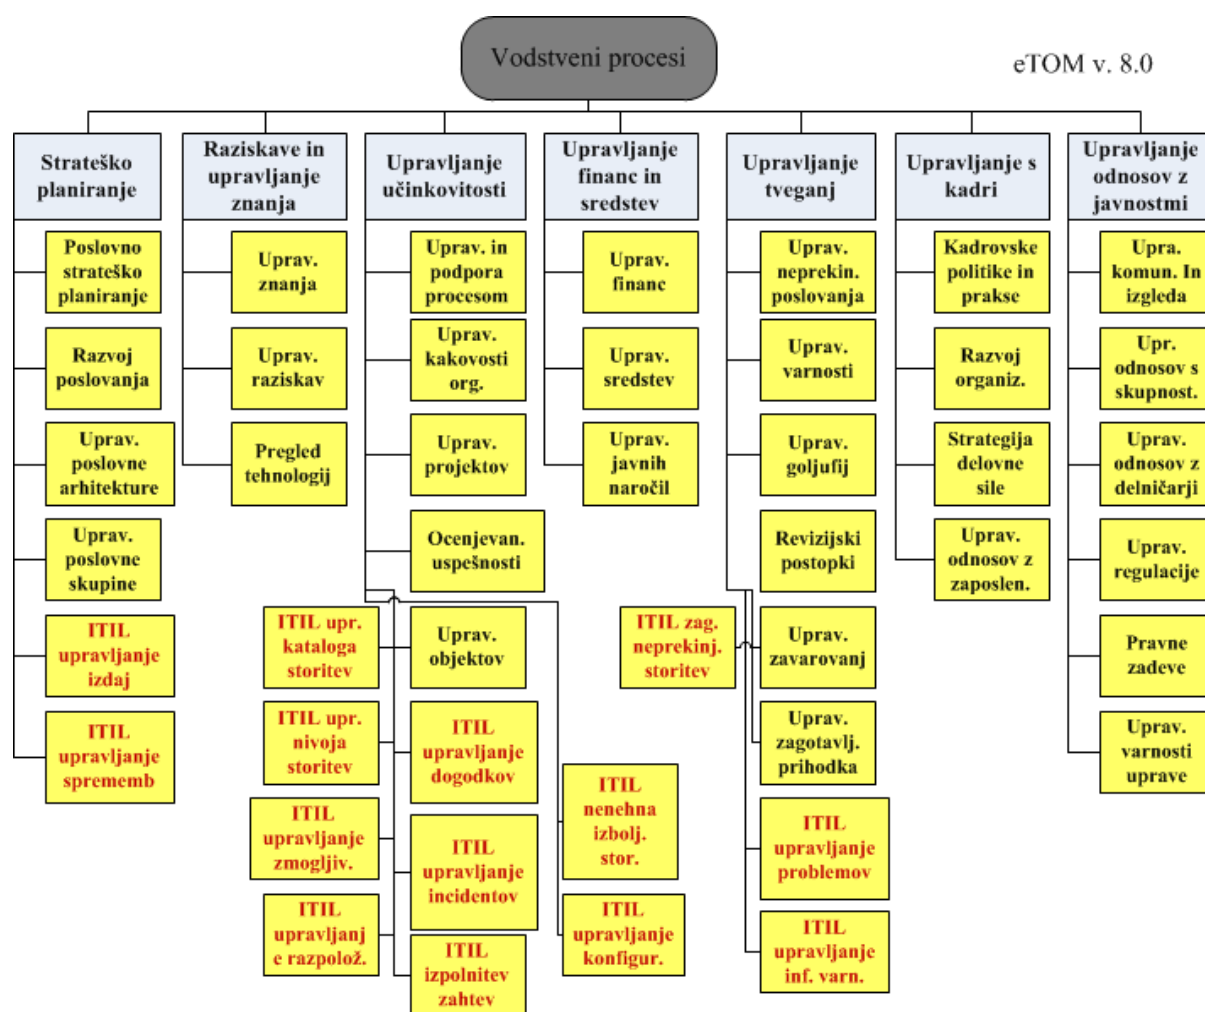 Vodstveni procesi
eTOM v. 8.0
Strateško
planiranje
Poslovno
strateško
planiranje
Razvoj
poslovanja
Uprav.
poslovne
arhitekture
Uprav.
poslovne
skupine
ITIL
upravljanje
izdaj
ITIL
upravljanje
sprememb
Raziskave in
upravljanje
znanja
Uprav.
znanja
Uprav.
raziskav
Pregled
tehnologij
Upravljanje
učinkovitosti
Uprav. in
podpora
procesom
Uprav.
kakovosti
org.
Uprav.
projektov
Ocenjevan.
uspešnosti
Uprav.
objektov
ITIL upr.
kataloga
storitev
ITIL upr.
nivoja
storitev
ITIL
upravljanje
zmogljiv.
ITIL
upravljanj
e razpolož.
ITIL
upravljanje
dogodkov
ITIL
upravljanje
incidentov
ITIL
izpolnitev
zahtev
ITIL
nenehna
izbolj.
stor.
ITIL
upravljanje
konfigur.
Upravljanje
financ in
sredstev
Uprav.
financ
Uprav.
sredstev
Uprav.
javnih
naročil
Upravljanje
tveganj
Uprav.
neprekin.
poslovanja
Uprav.
varnosti
Uprav.
goljufij
Revizijski
postopki
Uprav.
zavarovanj
Uprav.
zagotavlj.
prihodka
ITIL zag.
neprekinj.
storitev
ITIL
upravljanje
problemov
ITIL
upravljanje
inf. varn.
Upravljanje s
kadri
Kadrovske
politike in
prakse
Razvoj
organiz.
Strategija
delovne
sile
Uprav.
odnosov z
zaposlen.
Upravljanje
odnosov z
javnostmi
Upra.
komun. In
izgleda
Upr.
odnosov s
skupnost.
Uprav.
odnosov z
delničarji
Uprav.
regulacije
Pravne
zadeve
Uprav.
varnosti
uprave